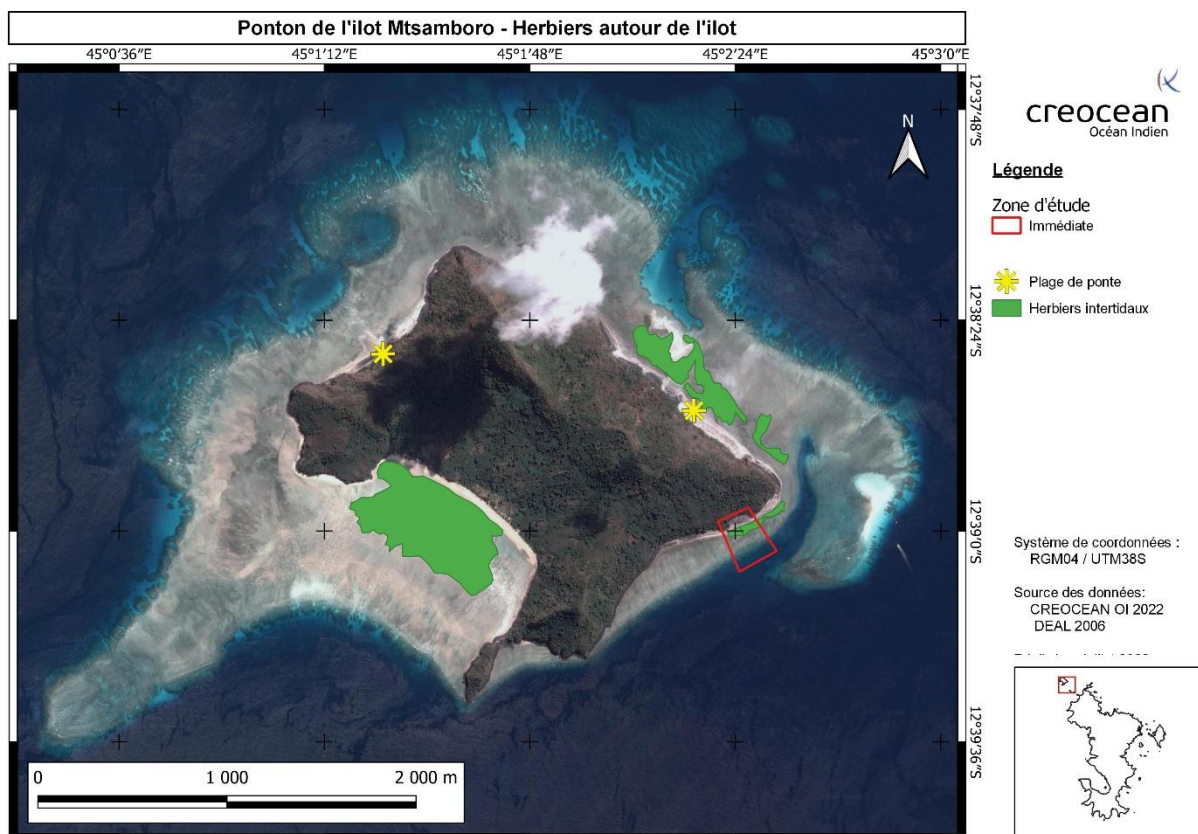 Ponton de l'ilot Mtsamboro - Herbiers autour de l'ilot
45°0'36"E 45°1'12"E 45°1'48"E 45°2'24"E 45°3'0"E
12°37'48"S
12°38'24"S
12°39'0"S
12°39'36"S
N
0 1 000 2 000 m
creocean
Océan Indien
Légende
Zone d'étude
Immédiate
Plage de ponte
Herbiers intertidaux
Système de coordonnées :
RGM04 / UTM38S
Source des données:
CREOCEAN OI 2022
DEAL 2006